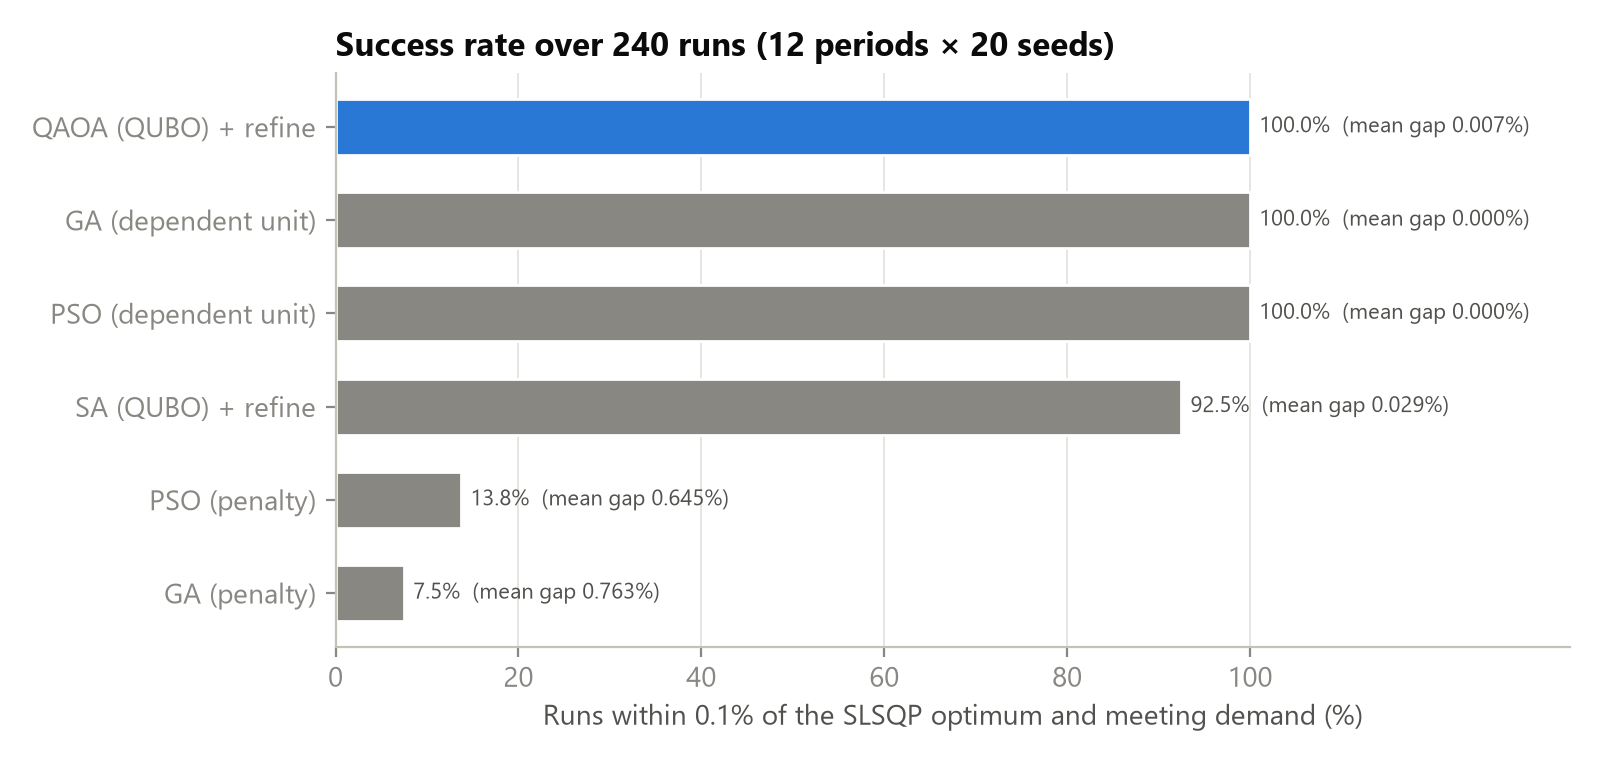 Success rate over 240 runs (12 periods × 20 seeds)
QAOA (QUBO) + refine
100.0% (mean gap 0.007%)
GA (dependent unit)
100.0% (mean gap 0.000%)
PSO (dependent unit)
100.0% (mean gap 0.000%)
SA (QUBO) + refine
92.5% (mean gap 0.029%)
PSO (penalty)
13.8% (mean gap 0.645%)
GA (penalty)
7.5% (mean gap 0.763%)
0 20 40 60 80 100
Runs within 0.1% of the SLSQP optimum and meeting demand (%)